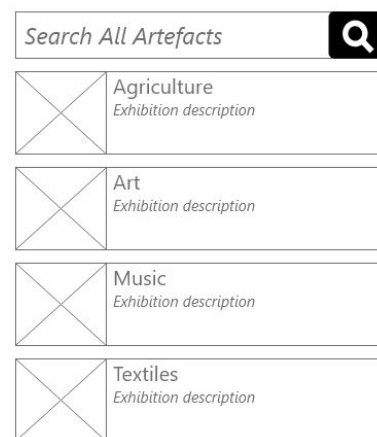 Search All Artefacts
Agriculture
Exhibition description
Art
Exhibition description
Music
Exhibition description
Textiles
Exhibition description